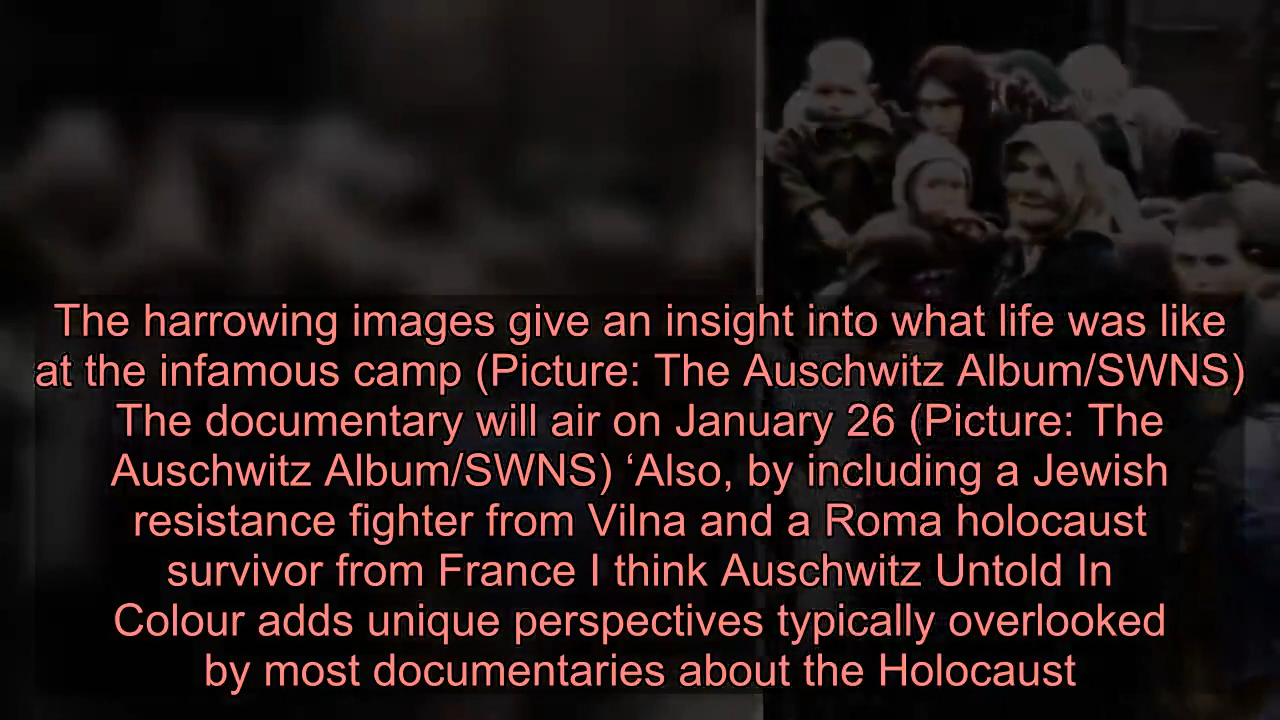 The harrowing images give an insight into what life was like
at the infamous camp (Picture: The Auschwitz Album/SWNS)
The documentary will air on January 26 (Picture: The
Auschwitz Album/SWNS) ‘Also, by including a Jewish
resistance fighter from Vilna and a Roma holocaust
survivor from France I think Auschwitz Untold In
Colour adds unique perspectives typically overlooked
by most documentaries about the Holocaust